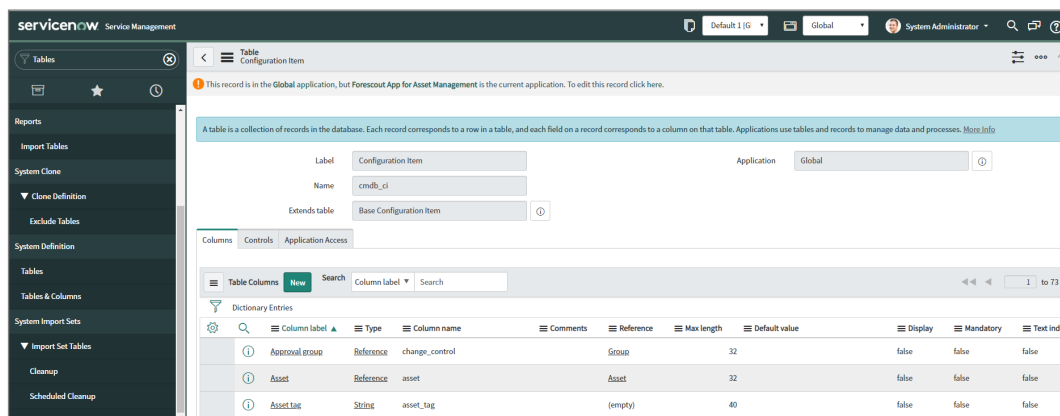 servicenow Service Management
Default 1 [G
Global
System Administrator
Tables
Table
Configuration Item
This record is in the Global application, but Forescout App for Asset Management is the current application. To edit this record click here.
Reports
Import Tables
System Clone
Clone Definition
Exclude Tables
System Definition
Tables
Tables & Columns
System Import Sets
Import Set Tables
Cleanup
Scheduled Cleanup
A table is a collection of records in the database. Each record corresponds to a row in a table, and each field on a record corresponds to a column on that table. Applications use tables and records to manage data and processes. More Info
Label Configuration Item Application Global
Name cmdb_ci
Extends table Base Configuration Item
Columns Controls Application Access
Table Columns New Search Column label Search 1 to 73
Dictionary Entries
Column label Type Column name Comments Reference Max length Default value Display Mandatory Text ind
Approval group Reference change_control Group 32 false false false
Asset Reference asset Asset 32 false false false
Asset tag String asset_tag (empty) 40 false false false